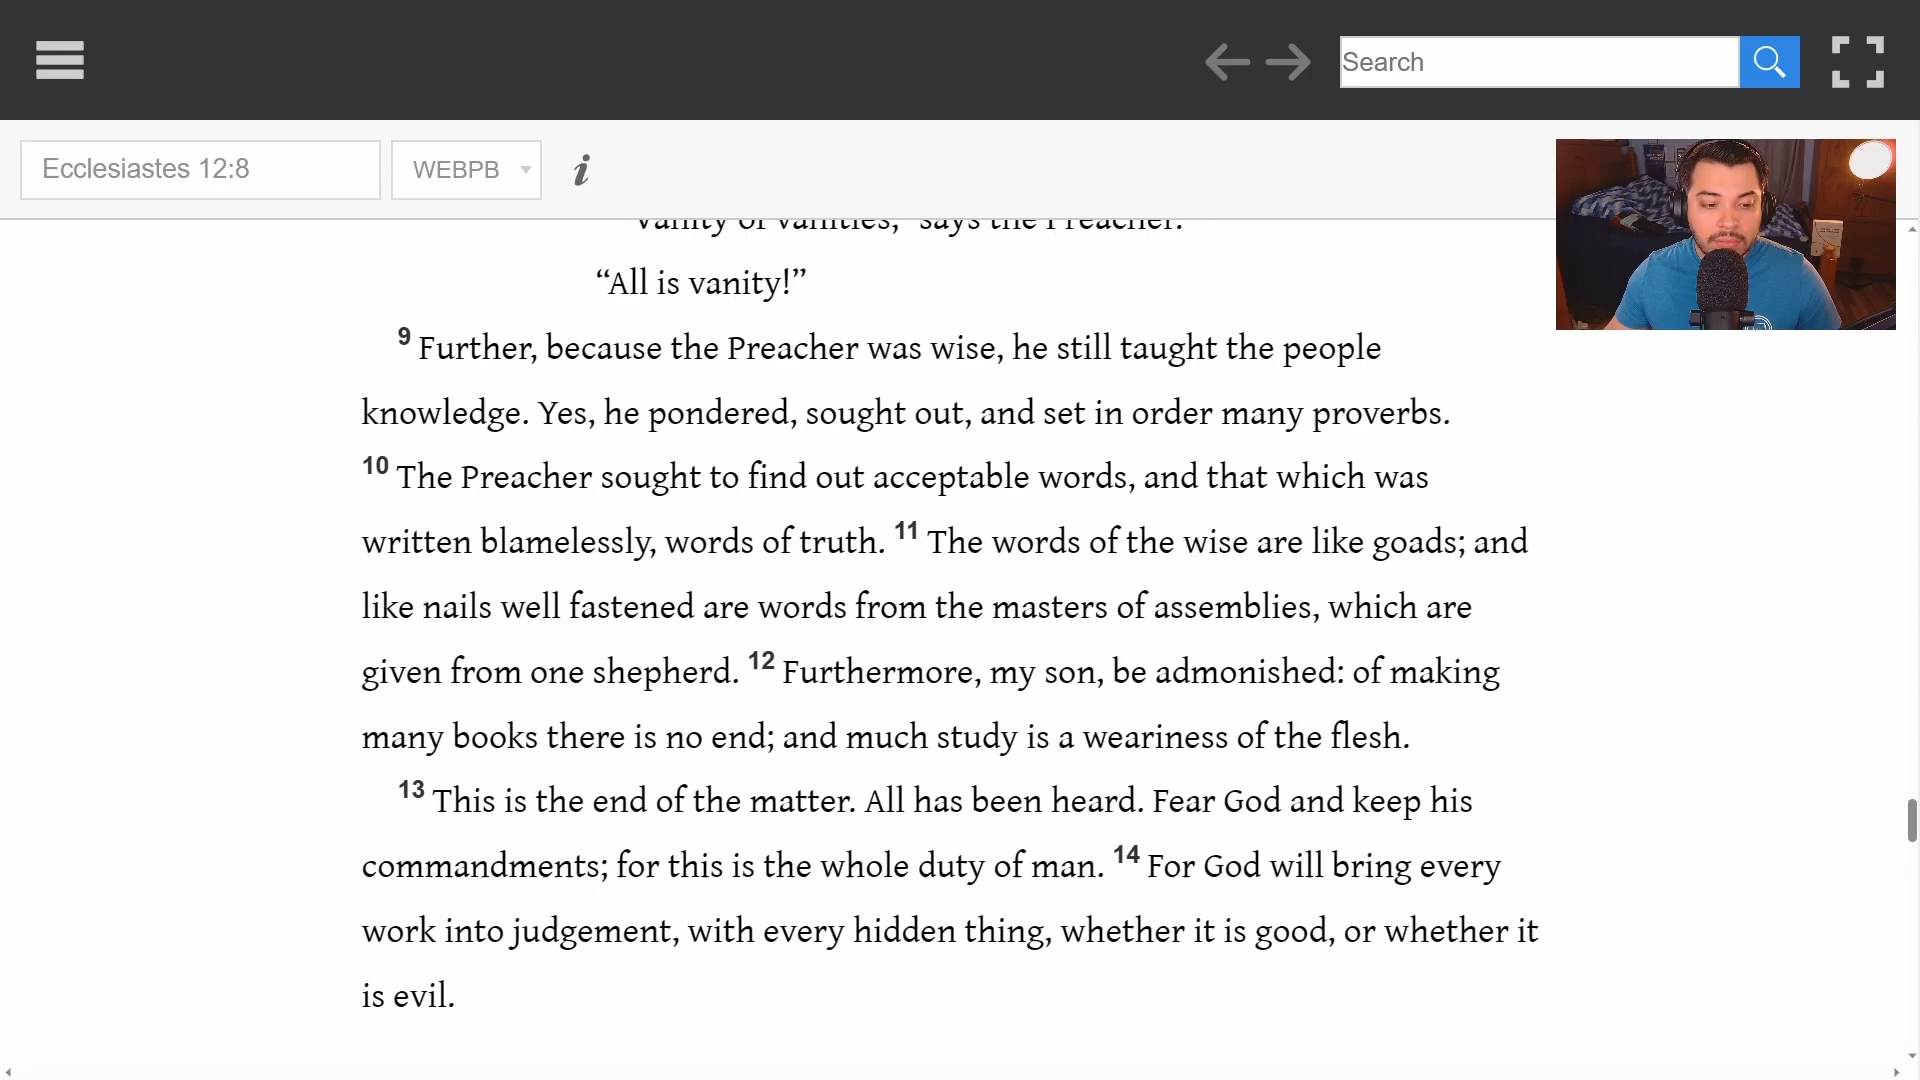 Search
Ecclesiastes 12:8
WEBPB
i
vanity of vanities,” says the Preacher.
“All is vanity!”
9 Further, because the Preacher was wise, he still taught the people
knowledge. Yes, he pondered, sought out, and set in order many proverbs.
10 The Preacher sought to find out acceptable words, and that which was
written blamelessly, words of truth. 11 The words of the wise are like goads; and
like nails well fastened are words from the masters of assemblies, which are
given from one shepherd. 12 Furthermore, my son, be admonished: of making
many books there is no end; and much study is a weariness of the flesh.
13 This is the end of the matter. All has been heard. Fear God and keep his
commandments; for this is the whole duty of man. 14 For God will bring every
work into judgement, with every hidden thing, whether it is good, or whether it
is evil.